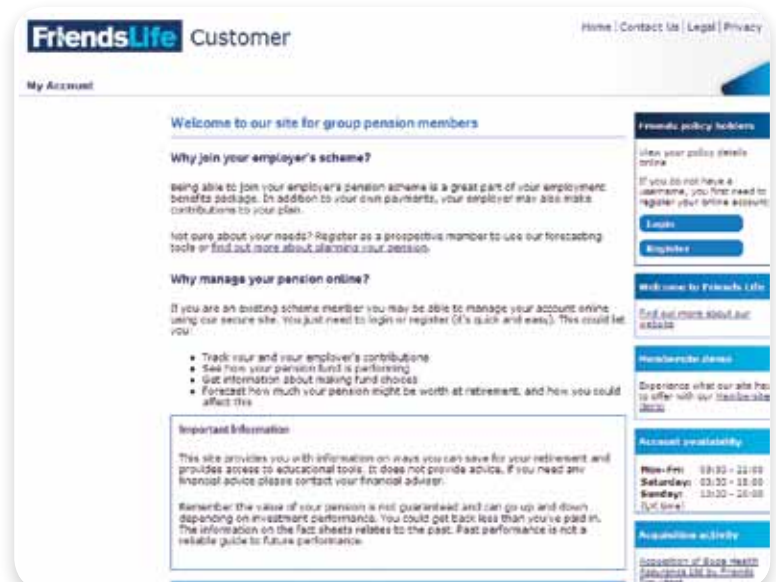 FriendsLife Customer
Home | Contact Us | Legal | Privacy
My Account
Welcome to our site for group pension members
Why join your employer's scheme?
Being able to join your employer's pension scheme is a great part of your employment
benefits package. In addition to your own payments, your employer may also make
contributions to your plan.
Not sure about your needs? Register as a prospective member to use our forecasting
tools or find out more about planning your pension.
Why manage your pension online?
If you are an existing scheme member you may be able to manage your account online
using our secure site. You just need to login or register (it's quick and easy). This could let
you:
• Track your and your employer's contributions
• See how your pension fund is performing
• Get information about making fund choices
• Forecast how much your pension might be worth at retirement, and how you could
affect this
Important Information
This site provides you with information on ways you can save for your retirement and
provides access to educational tools. It does not provide advice. If you need any
financial advice please contact your financial adviser.
Remember the value of your pension is not guaranteed and can go up and down
depending on investment performance. You could get back less than you've paid in.
The information on the fact sheets relates to the past. Past performance is not a
reliable guide to future performance.
Friends policy holders
View your policy details
online
If you do not have a
username, you first need to
register your online account
Login
Register
Welcome to Friends Life
Find out more about our
website
Membersite demo
Experience what our site has
to offer with our Membersite
demo
Account availability
Mon-Fri:
Saturday:
Sunday:
(UK time)
Acquisition activity
Acquisition of Bupa Health
Assurance Ltd by Friends